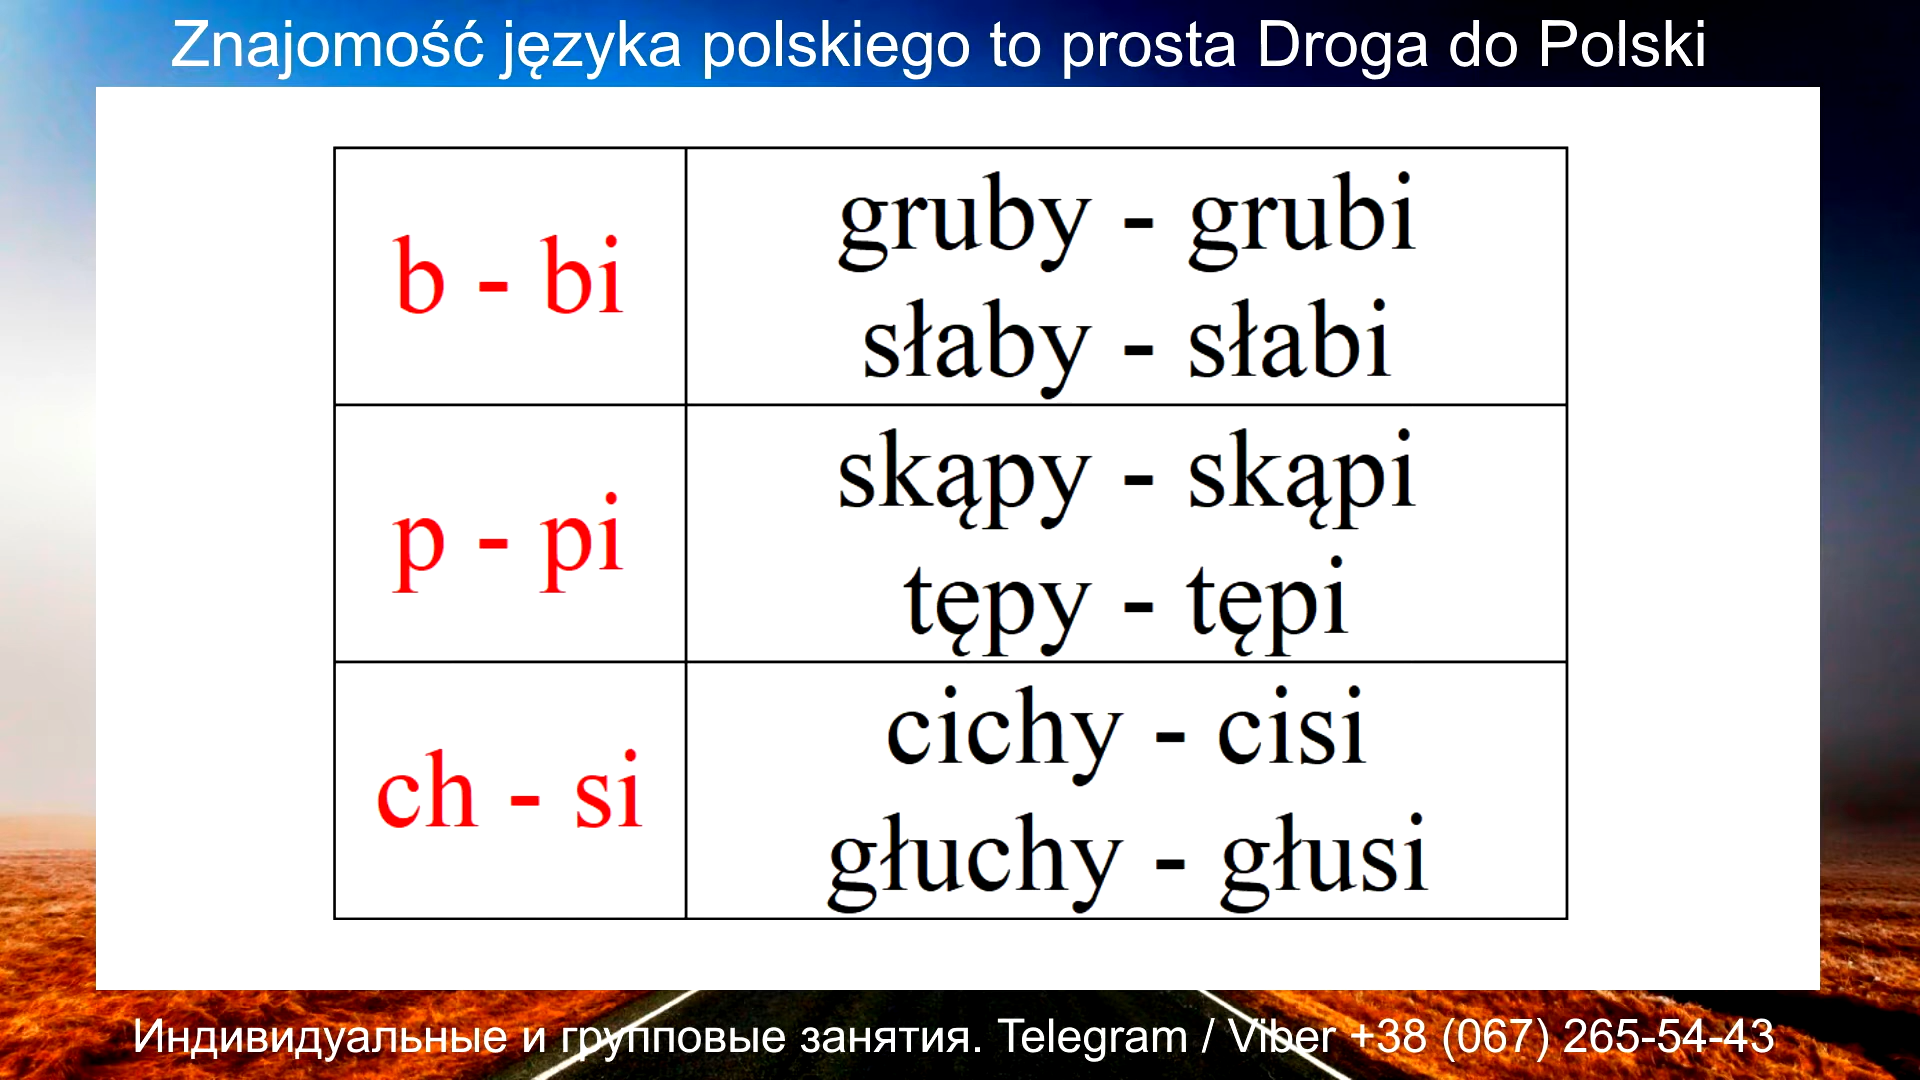 Znajomość języka polskiego to prosta Droga do Polski
b - bi
gruby - grubi
słaby - słabi
p - pi
skąpy - skąpi
tępy - tępi
ch - si
cichy - cisi
głuchy - głusi
Индивидуальные и групповые занятия. Telegram / Viber +38 (067) 265-54-43